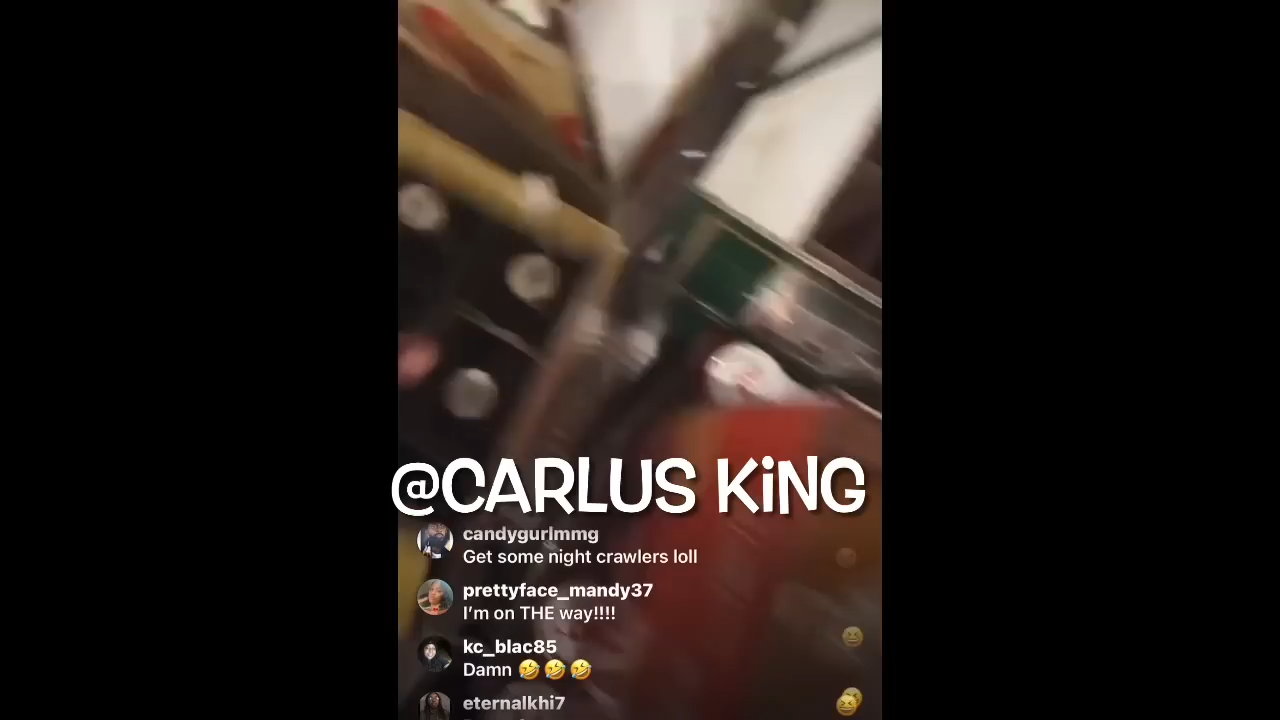 @CARLUS KiNG
candygurlmmg
Get some night crawlers loll
prettyface_mandy37
I’m on THE way!!!!
kc_blac85
Damn 🤣🤣🤣
eternalkhi7